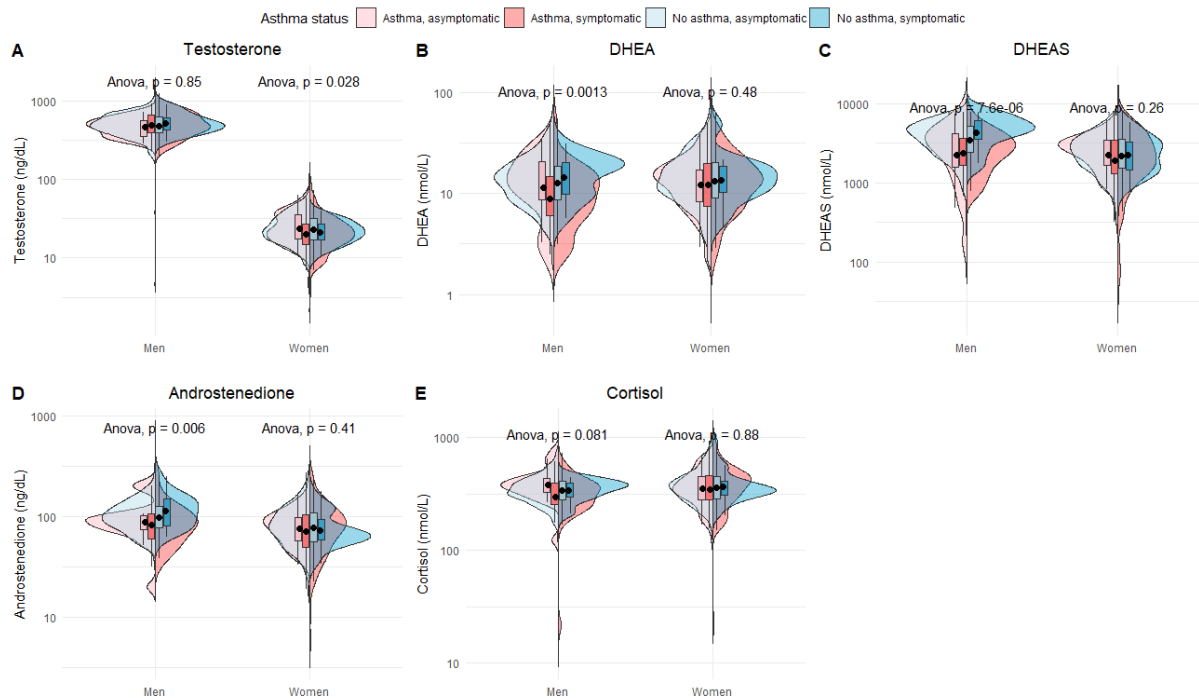 Asthma status Asthma, asymptomatic Asthma, symptomatic No asthma, asymptomatic No asthma, symptomatic
A Testosterone
Anova, p = 0.85 Anova, p = 0.028
1000
100
10
Testosterone (ng/dL)
Men Women
B DHEA
Anova, p = 0.0013 Anova, p = 0.48
100
10
1
DHEA (nmol/L)
Men Women
C DHEAS
Anova, p = 7.6e-06 Anova, p = 0.26
10000
1000
100
DHEAS (nmol/L)
Men Women
D Androstenedione
Anova, p = 0.006 Anova, p = 0.41
1000
100
10
Androstenedione (ng/dL)
Men Women
E Cortisol
Anova, p = 0.081 Anova, p = 0.88
1000
100
10
Cortisol (nmol/L)
Men Women